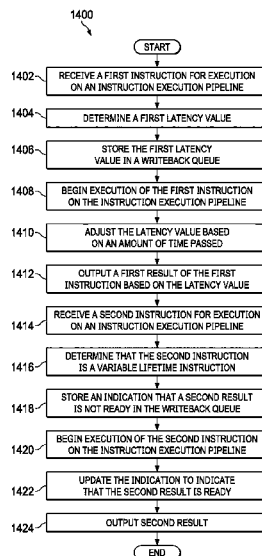 1400
START
1402
RECEIVE A FIRST INSTRUCTION FOR EXECUTION
ON AN INSTRUCTION EXECUTION PIPELINE
1404
DETERMINE A FIRST LATENCY VALUE
1406
STORE THE FIRST LATENCY
VALUE IN A WRITEBACK QUEUE
1408
BEGIN EXECUTION OF THE FIRST INSTRUCTION
ON THE INSTRUCTION EXECUTION PIPELINE
1410
ADJUST THE LATENCY VALUE BASED
ON AN AMOUNT OF TIME PASSED
1412
OUTPUT A FIRST RESULT OF THE FIRST
INSTRUCTION BASED ON THE LATENCY VALUE
1414
RECEIVE A SECOND INSTRUCTION FOR EXECUTION
ON AN INSTRUCTION EXECUTION PIPELINE
1416
DETERMINE THAT THE SECOND INSTRUCTION
IS A VARIABLE LIFETIME INSTRUCTION
1418
STORE AN INDICATION THAT A SECOND RESULT
IS NOT READY IN THE WRITEBACK QUEUE
1420
BEGIN EXECUTION OF THE SECOND INSTRUCTION
ON THE INSTRUCTION EXECUTION PIPELINE
1422
UPDATE THE INDICATION TO INDICATE
THAT THE SECOND RESULT IS READY
1424
OUTPUT SECOND RESULT
END